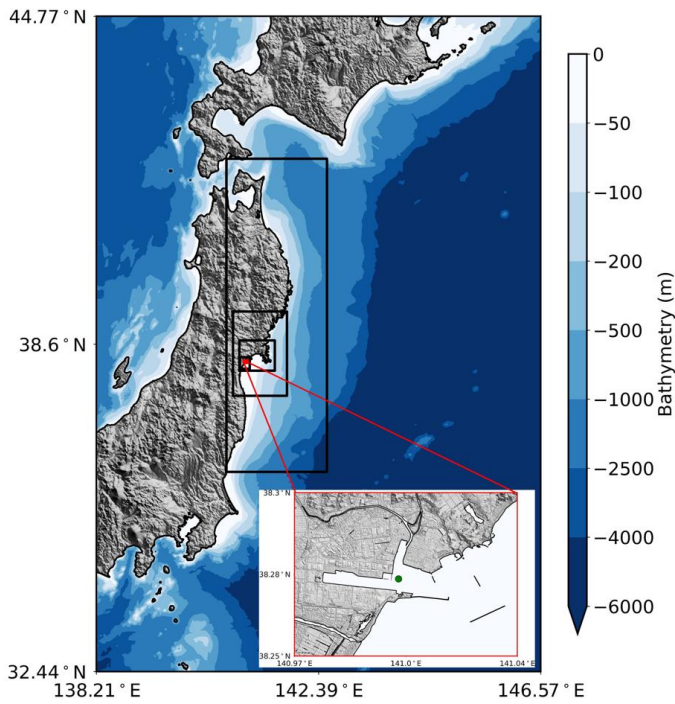 44.77°N
38.6°N
32.44°N
138.21°E
142.39°E
146.57°E
38.3°N
38.28°N
38.25°N
140.97°E
141.0°E
141.04°E
0
−50
−100
−200
−500
−1000
−2500
−4000
−6000
Bathymetry (m)